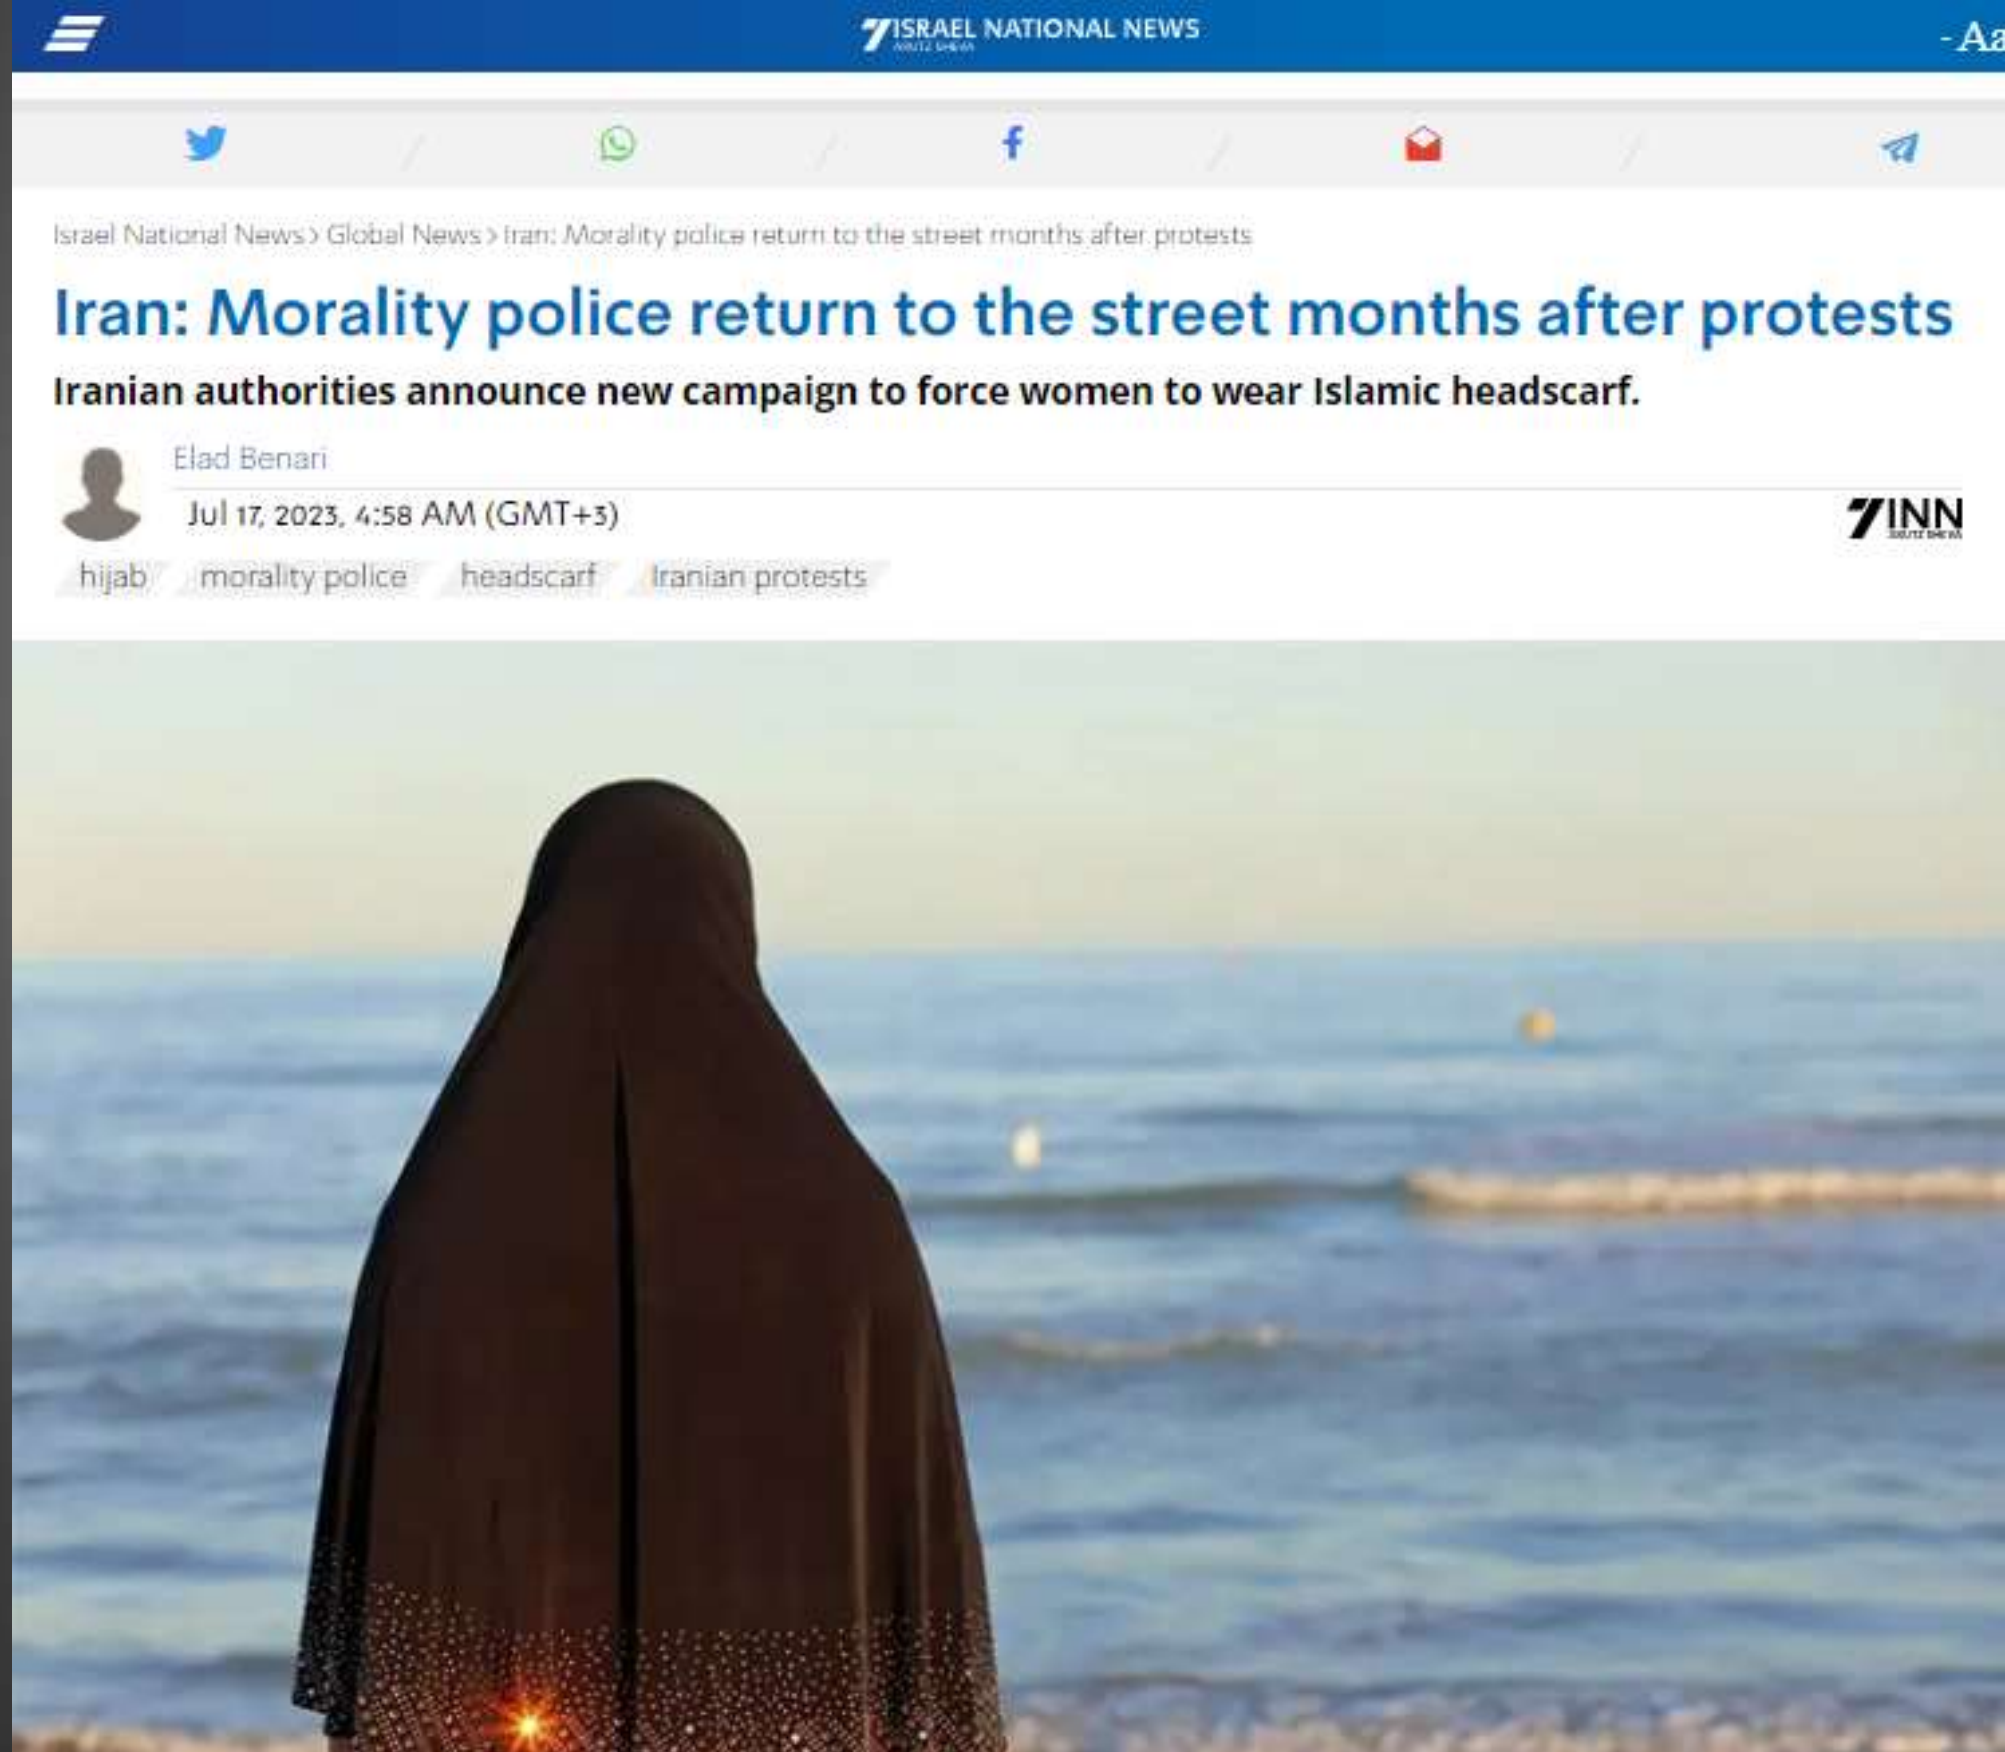 ISRAEL NATIONAL NEWS
- Aa
Israel National News > Global News > Iran: Morality police return to the street months after protests
Iran: Morality police return to the street months after protests
Iranian authorities announce new campaign to force women to wear Islamic headscarf.
Elad Benari
Jul 17, 2023, 4:58 AM (GMT+3)
7INN
hijab morality police headscarf Iranian protests